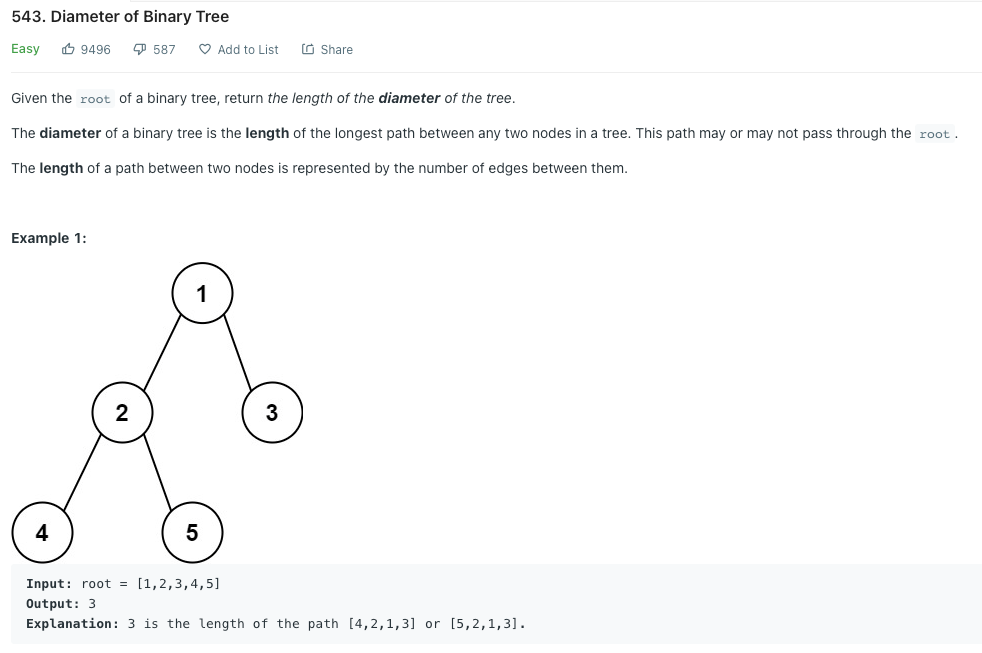 543. Diameter of Binary Tree
Easy 9496 587 Add to List Share
Given the root of a binary tree, return the length of the diameter of the tree.
The diameter of a binary tree is the length of the longest path between any two nodes in a tree. This path may or may not pass through the root .
The length of a path between two nodes is represented by the number of edges between them.
Example 1:
1
2 3
4 5
Input: root = [1,2,3,4,5]
Output: 3
Explanation: 3 is the length of the path [4,2,1,3] or [5,2,1,3].